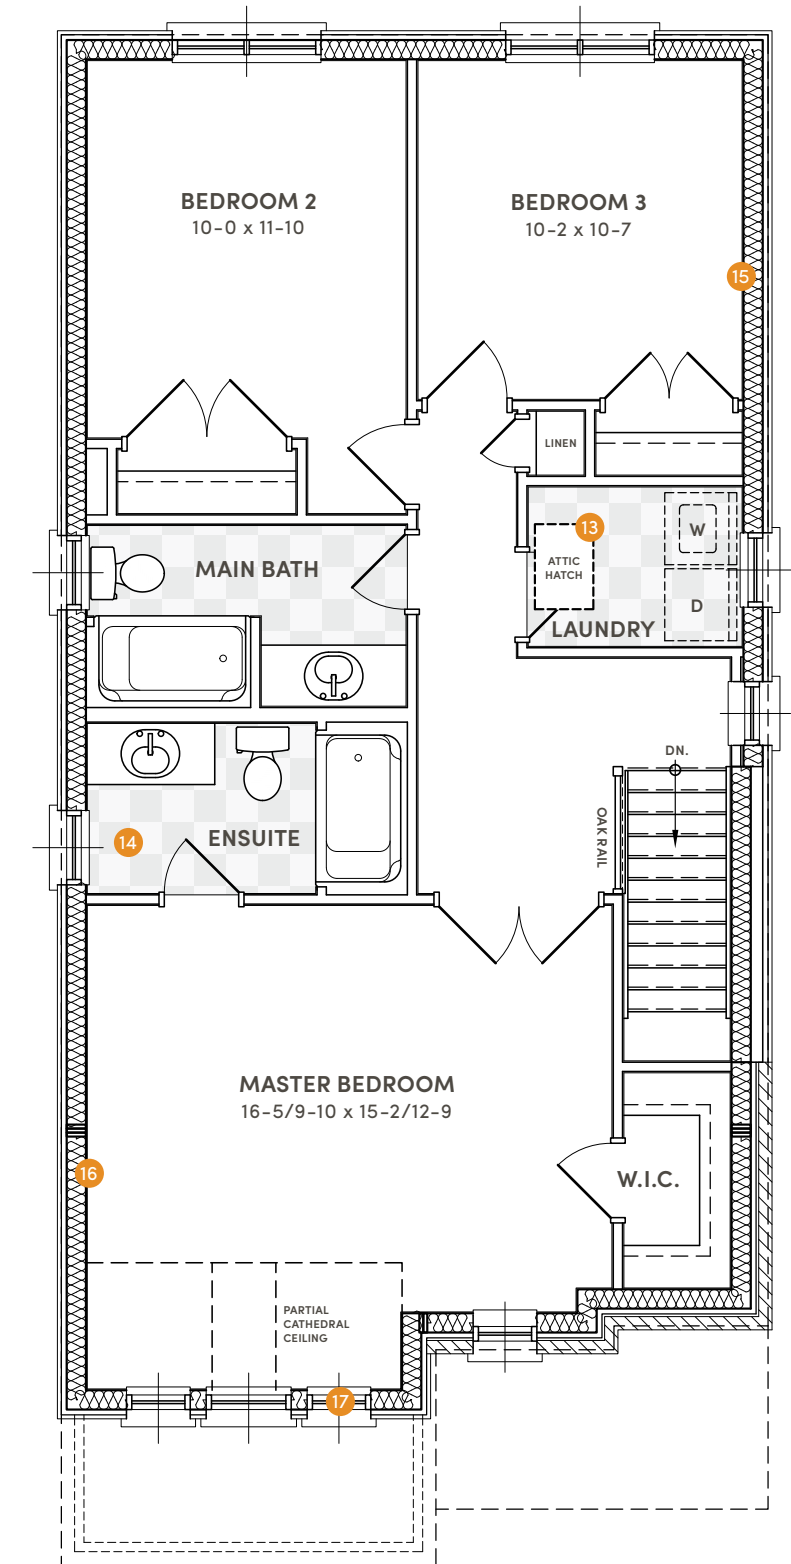 BEDROOM 2
10-0 x 11-10
BEDROOM 3
10-2 x 10-7
15
LINEN
13
W
ATTIC
HATCH
MAIN BATH
D
LAUNDRY
DN.
OAK RAIL
14
ENSUITE
MASTER BEDROOM
16-5/9-10 x 15-2/12-9
16
W.I.C.
PARTIAL
CATHEDRAL
CEILING
17